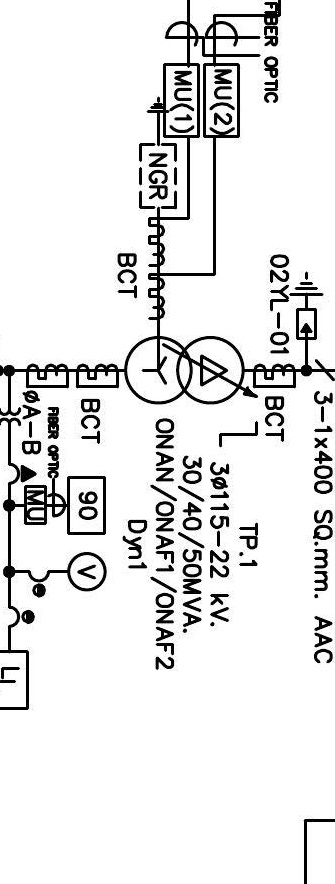 FIBER OPTIC
MU(1)
MU(2)
NGR
BCT
02YL-01
BCT
3-1x400 SQ.mm. AAC
TP.1
3ø115-22 kV.
30/40/50MVA.
ONAN/ONAF1/ONAF2
Dyn1
BCT
øA-B
FIBER OPTIC
MU
90
V